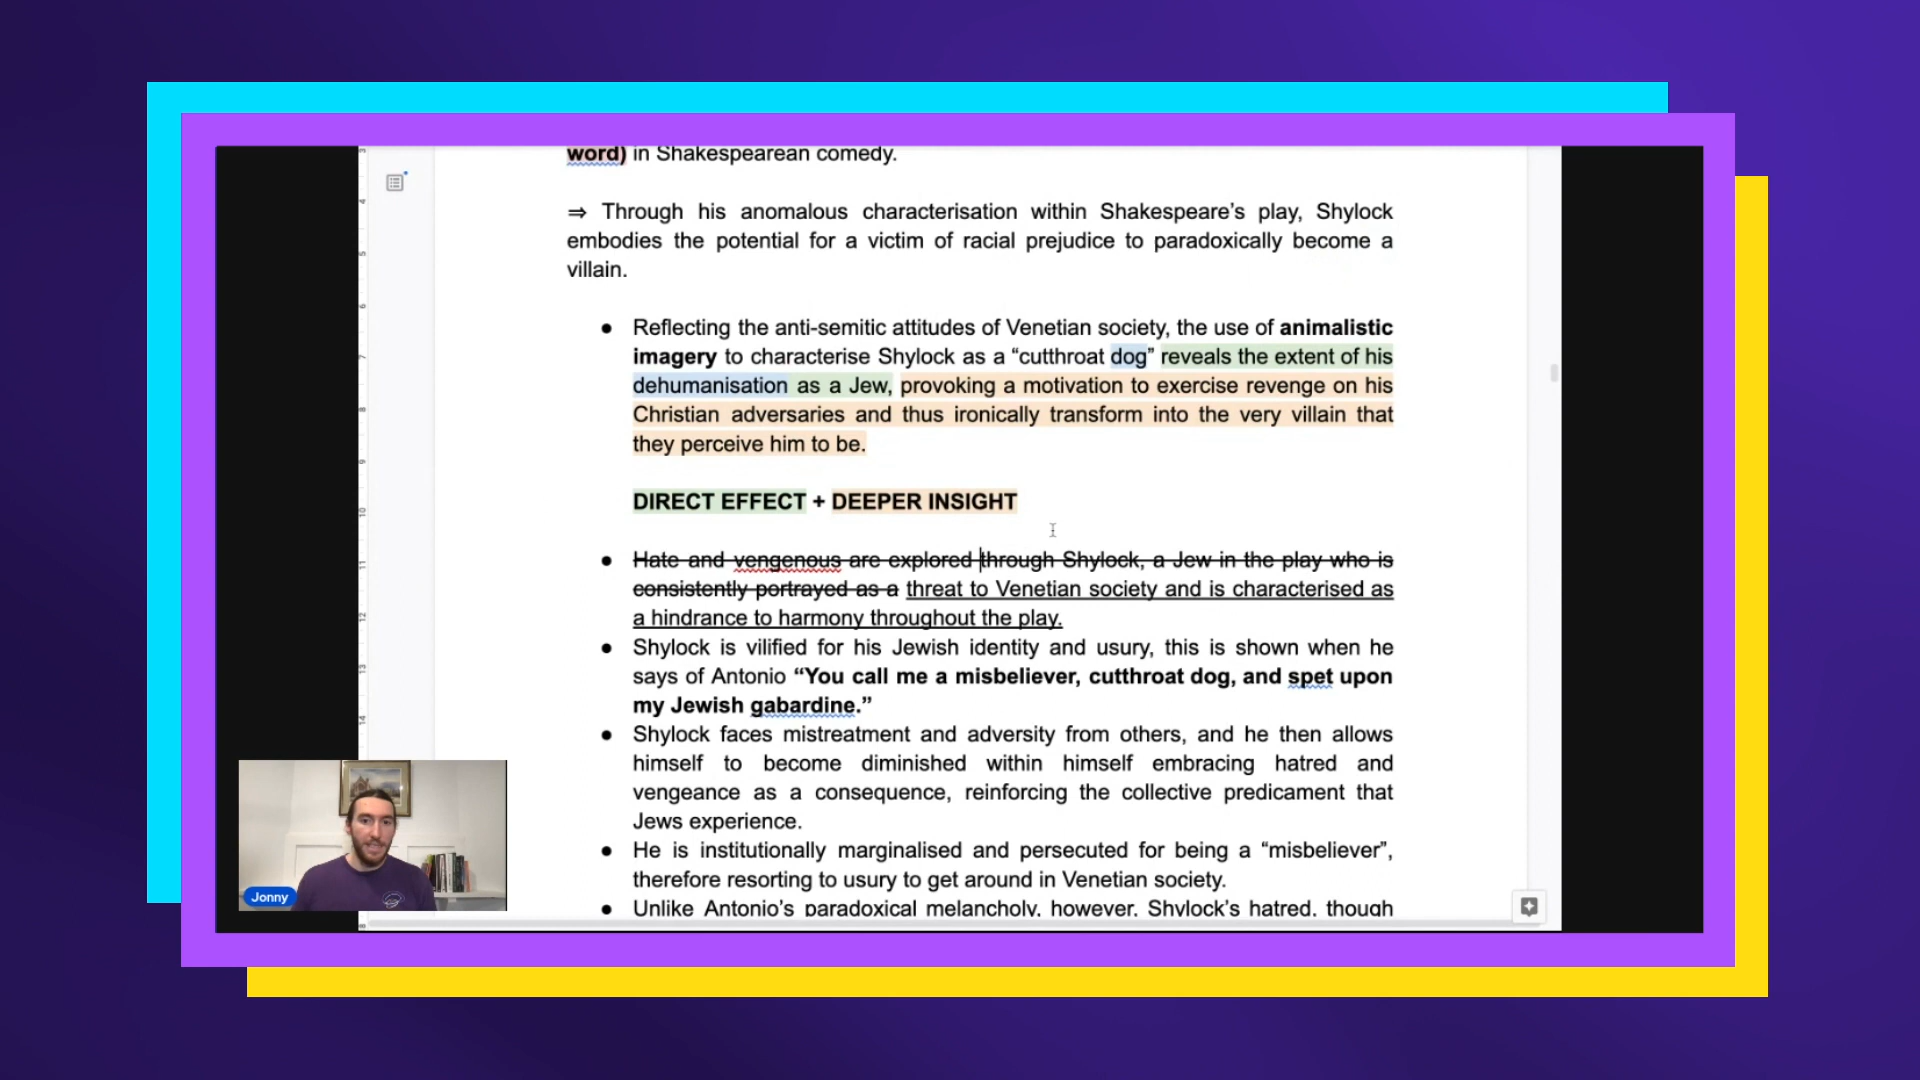 word) in Shakespearean comedy.
⇒ Through his anomalous characterisation within Shakespeare’s play, Shylock
embodies the potential for a victim of racial prejudice to paradoxically become a
villain.
● Reflecting the anti-semitic attitudes of Venetian society, the use of animalistic
imagery to characterise Shylock as a “cutthroat dog” reveals the extent of his
dehumanisation as a Jew, provoking a motivation to exercise revenge on his
Christian adversaries and thus ironically transform into the very villain that
they perceive him to be.
DIRECT EFFECT + DEEPER INSIGHT
● Hate and vengenous are explored through Shylock, a Jew in the play who is
consistently portrayed as a threat to Venetian society and is characterised as
a hindrance to harmony throughout the play.
● Shylock is vilified for his Jewish identity and usury, this is shown when he
says of Antonio “You call me a misbeliever, cutthroat dog, and spet upon
my Jewish gabardine.”
● Shylock faces mistreatment and adversity from others, and he then allows
himself to become diminished within himself embracing hatred and
vengeance as a consequence, reinforcing the collective predicament that
Jews experience.
● He is institutionally marginalised and persecuted for being a “misbeliever”,
therefore resorting to usury to get around in Venetian society.
● Unlike Antonio’s paradoxical melancholy, however, Shylock’s hatred, though
Jonny